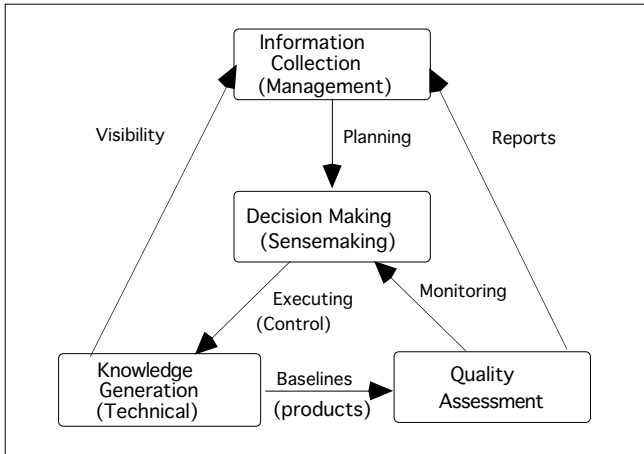 Information
Collection
(Management)
Visibility
Planning
Reports
Decision Making
(Sensemaking)
Executing
(Control)
Monitoring
Knowledge
Generation
(Technical)
Baselines
(products)
Quality
Assessment